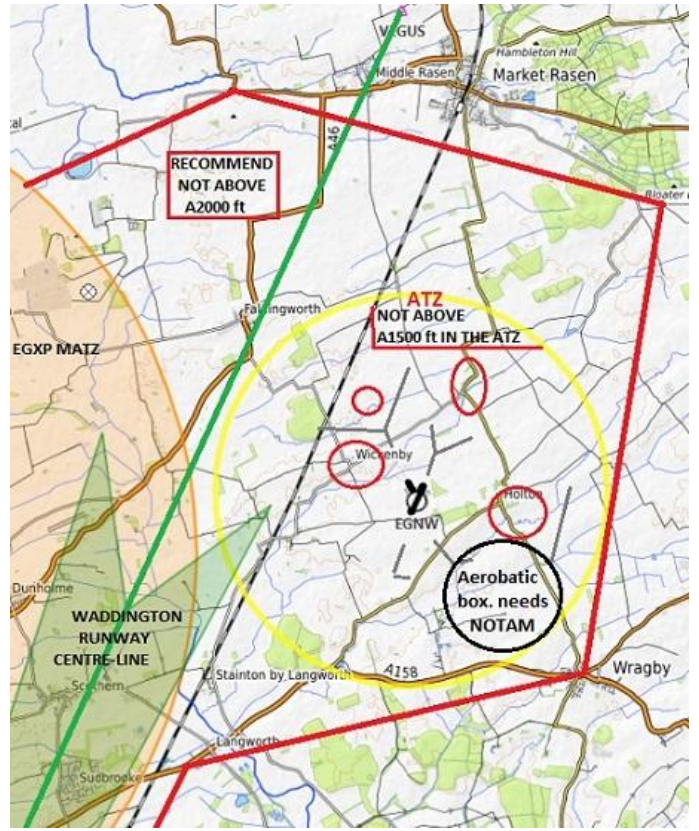 VEGUS
Hambleton Hill
Middle Rasen
Market Rasen
A46
RECOMMEND
NOT ABOVE
A2000 ft
ATZ
NOT ABOVE
A1500 ft IN THE ATZ
EGXP MATZ
Wickenby
EGNW
Holton
Aerobatic
box. needs
NOTAM
Dunholme
WADDINGTON
RUNWAY
CENTRE-LINE
A158
Stainton by Langworth
Wragby
Langworth
Sudbrooke